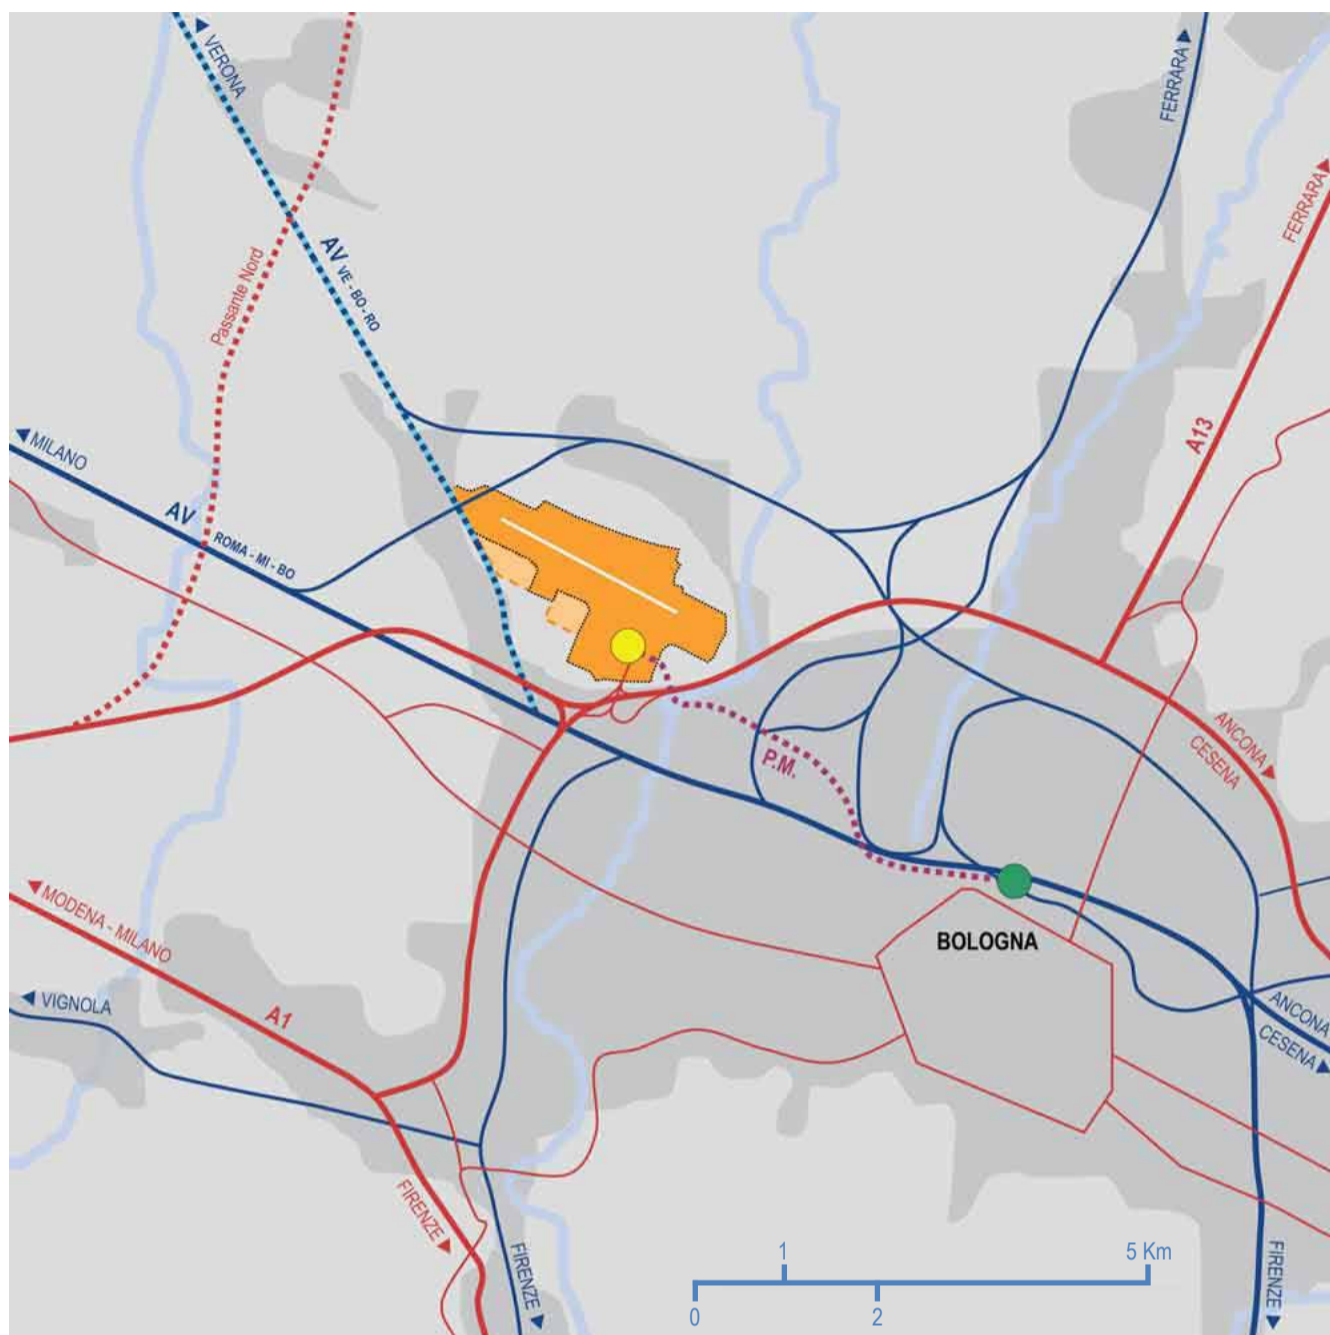 VERONA
FERRARA
FERRARA
AV VE - BO - RO
Passante Nord
MILANO
AV
ROMA - MI - BO
A13
ANCONA
CESENA
P.M.
MODENA - MILANO
BOLOGNA
VIGNOLA
A1
ANCONA
CESENA
FIRENZE
FIRENZE
FIRENZE
1
5 Km
0
2